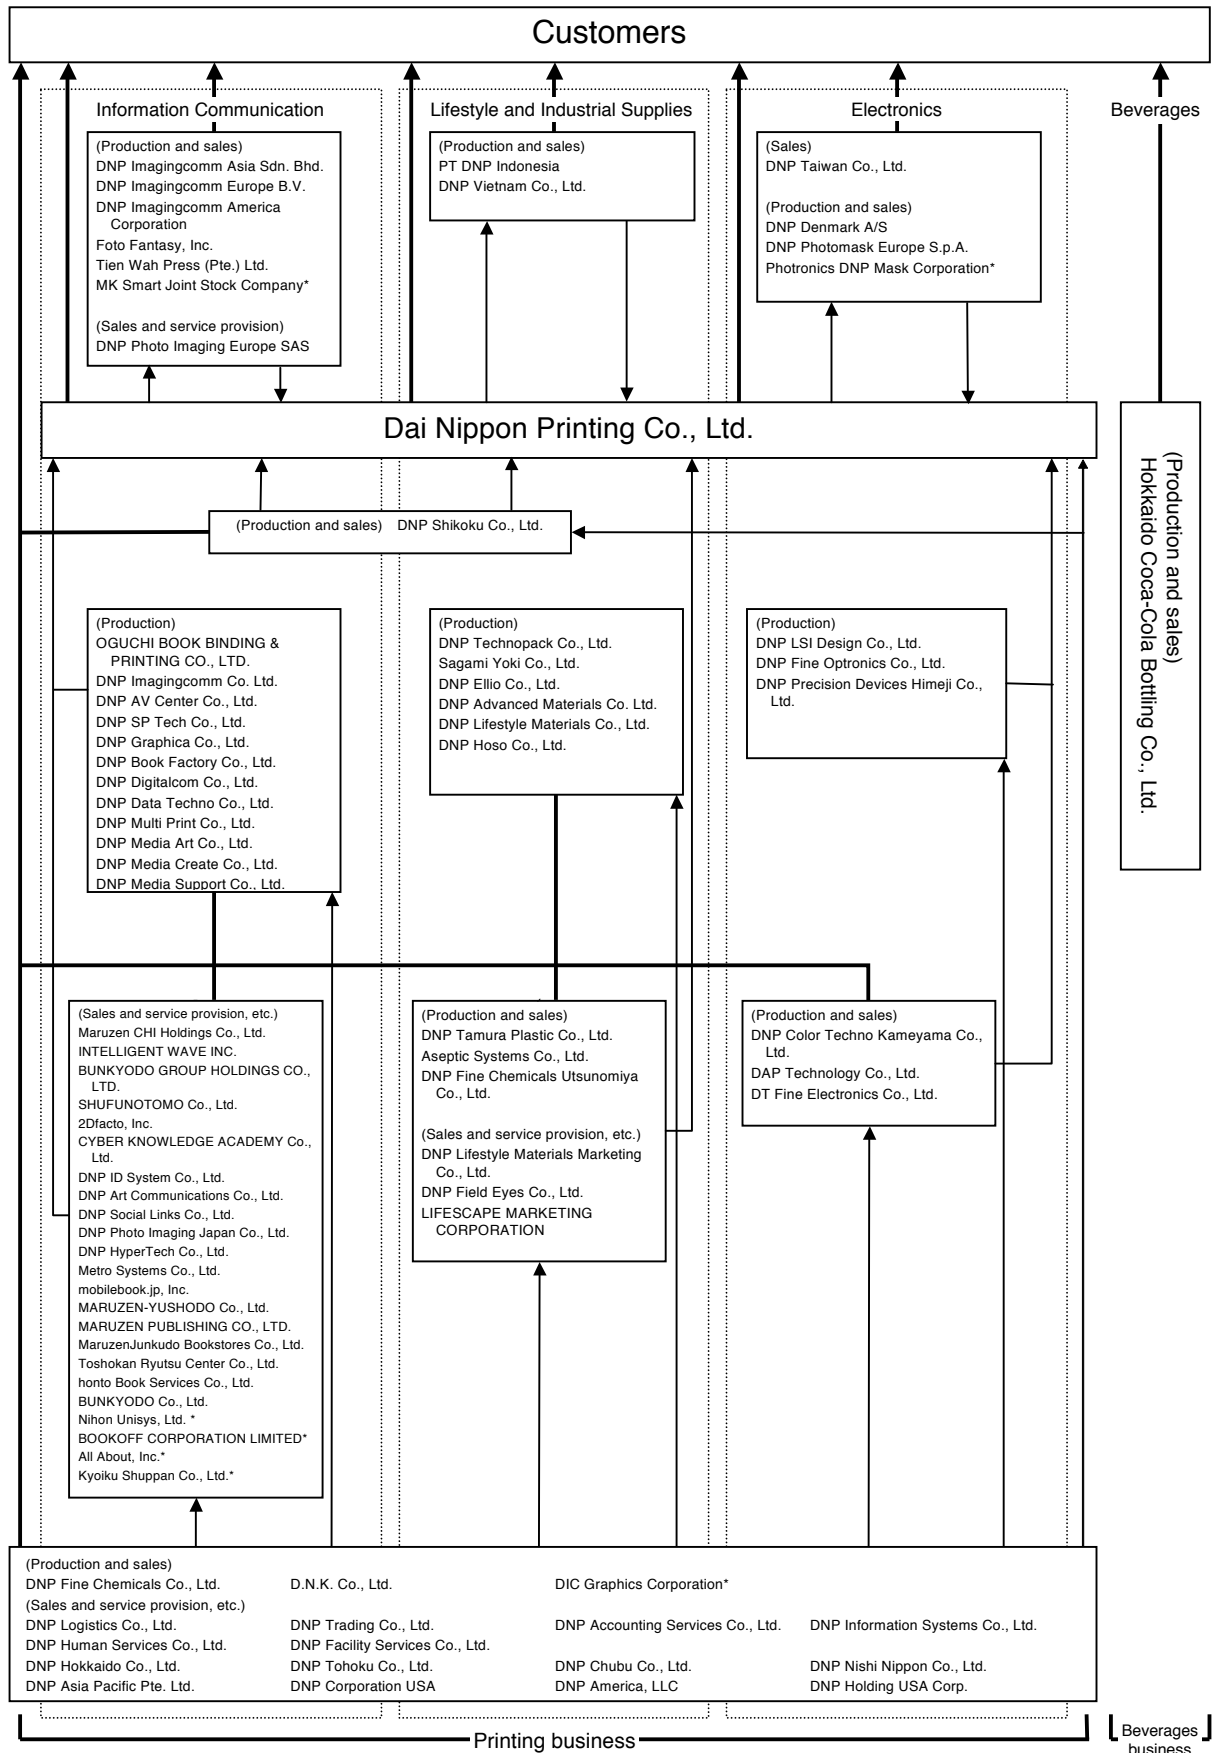 Customers
Information Communication
(Production and sales)
DNP Imagingcomm Asia Sdn. Bhd.
DNP Imagingcomm Europe B.V.
DNP Imagingcomm America
Corporation
Foto Fantasy, Inc.
Tien Wah Press (Pte.) Ltd.
MK Smart Joint Stock Company*
(Sales and service provision)
DNP Photo Imaging Europe SAS
Lifestyle and Industrial Supplies
(Production and sales)
PT DNP Indonesia
DNP Vietnam Co., Ltd.
Electronics
(Sales)
DNP Taiwan Co., Ltd.
(Production and sales)
DNP Denmark A/S
DNP Photomask Europe S.p.A.
Photronics DNP Mask Corporation*
Beverages
Dai Nippon Printing Co., Ltd.
(Production and sales)
Hokkaido Coca-Cola Bottling Co., Ltd.
(Production and sales) DNP Shikoku Co., Ltd.
(Production)
OGUCHI BOOK BINDING &
PRINTING CO., LTD.
DNP Imagingcomm Co. Ltd.
DNP AV Center Co., Ltd.
DNP SP Tech Co., Ltd.
DNP Graphica Co., Ltd.
DNP Book Factory Co., Ltd.
DNP Digitalcom Co., Ltd.
DNP Data Techno Co., Ltd.
DNP Multi Print Co., Ltd.
DNP Media Art Co., Ltd.
DNP Media Create Co., Ltd.
DNP Media Support Co., Ltd.
(Production)
DNP Technopack Co., Ltd.
Sagami Yoki Co., Ltd.
DNP Ellio Co., Ltd.
DNP Advanced Materials Co. Ltd.
DNP Lifestyle Materials Co., Ltd.
DNP Hoso Co., Ltd.
(Production)
DNP LSI Design Co., Ltd.
DNP Fine Optronics Co., Ltd.
DNP Precision Devices Himeji Co.,
Ltd.
(Sales and service provision, etc.)
Maruzen CHI Holdings Co., Ltd.
INTELLIGENT WAVE INC.
BUNKYODO GROUP HOLDINGS CO.,
LTD.
SHUFUNOTOMO Co., Ltd.
2Dfacto, Inc.
CYBER KNOWLEDGE ACADEMY Co.,
Ltd.
DNP ID System Co., Ltd.
DNP Art Communications Co., Ltd.
DNP Social Links Co., Ltd.
DNP Photo Imaging Japan Co., Ltd.
DNP HyperTech Co., Ltd.
Metro Systems Co., Ltd.
mobilebook.jp, Inc.
MARUZEN-YUSHODO Co., Ltd.
MARUZEN PUBLISHING CO., LTD.
MaruzenJunkudo Bookstores Co., Ltd.
Toshokan Ryutsu Center Co., Ltd.
honto Book Services Co., Ltd.
BUNKYODO Co., Ltd.
Nihon Unisys, Ltd. *
BOOKOFF CORPORATION LIMITED*
All About, Inc.*
Kyoiku Shuppan Co., Ltd.*
(Production and sales)
DNP Tamura Plastic Co., Ltd.
Aseptic Systems Co., Ltd.
DNP Fine Chemicals Utsunomiya
Co., Ltd.
(Sales and service provision, etc.)
DNP Lifestyle Materials Marketing
Co., Ltd.
DNP Field Eyes Co., Ltd.
LIFESCAPE MARKETING
CORPORATION
(Production and sales)
DNP Color Techno Kameyama Co.,
Ltd.
DAP Technology Co., Ltd.
DT Fine Electronics Co., Ltd.
(Production and sales)
DNP Fine Chemicals Co., Ltd. D.N.K. Co., Ltd. DIC Graphics Corporation*
(Sales and service provision, etc.)
DNP Logistics Co., Ltd. DNP Trading Co., Ltd. DNP Accounting Services Co., Ltd. DNP Information Systems Co., Ltd.
DNP Human Services Co., Ltd. DNP Facility Services Co., Ltd.
DNP Hokkaido Co., Ltd. DNP Tohoku Co., Ltd. DNP Chubu Co., Ltd. DNP Nishi Nippon Co., Ltd.
DNP Asia Pacific Pte. Ltd. DNP Corporation USA DNP America, LLC DNP Holding USA Corp.
Printing business
Beverages
business